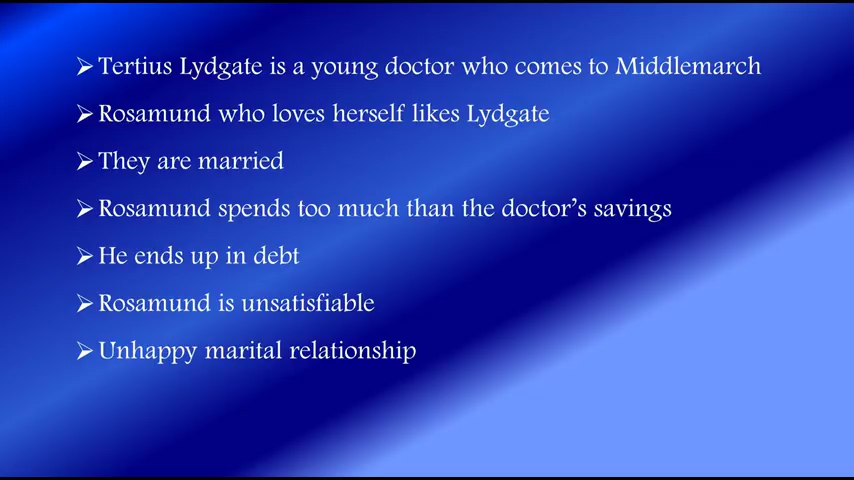 ➢Tertius Lydgate is a young doctor who comes to Middlemarch
➢Rosamund who loves herself likes Lydgate
➢They are married
➢Rosamund spends too much than the doctor's savings
➢He ends up in debt
➢Rosamund is unsatisfiable
➢Unhappy marital relationship